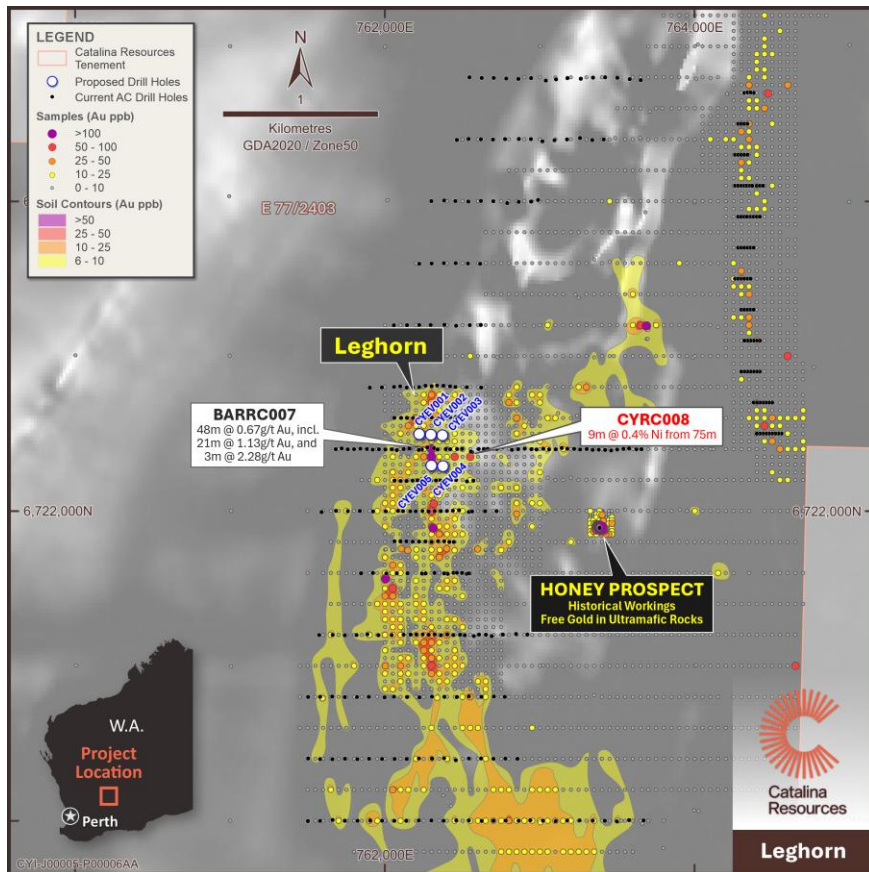 762,000E
764,000E
LEGEND
Catalina Resources
Tenement
Proposed Drill Holes
Current AC Drill Holes
Samples (Au ppb)
>100
50 - 100
25 - 50
10 - 25
0 - 10
Soil Contours (Au ppb)
>50
25 - 50
10 - 25
6 - 10
N
1
Kilometres
GDA2020 / Zone50
E 77/2403
Leghorn
BARRC007
48m @ 0.67g/t Au, incl.
21m @ 1.13g/t Au, and
3m @ 2.28g/t Au
CYEV001
CYEV002
CYEV003
CYRC008
9m @ 0.4% Ni from 75m
CYEV005
CYEV004
6,722,000N
6,722,000N
HONEY PROSPECT
Historical Workings
Free Gold in Ultramafic Rocks
W.A.
Project
Location
Perth
Catalina
Resources
762,000E
CYI-J00005-P00006AA
Leghorn